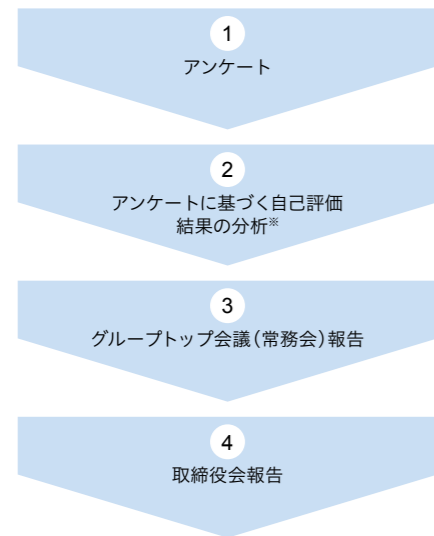 1
アンケート
2
アンケートに基づく自己評価
結果の分析※
3
グループトップ会議(常務会)報告
4
取締役会報告